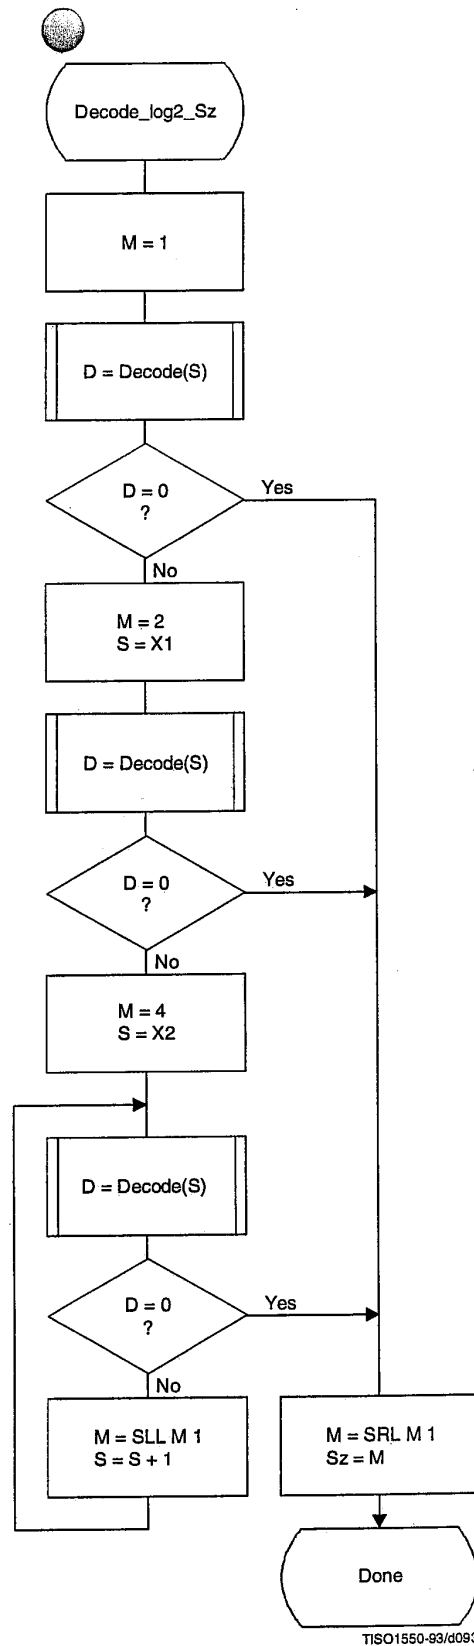 Decode_log2_Sz
M = 1
D = Decode(S)
D = 0
?
Yes
No
M = 2
S = X1
D = Decode(S)
D = 0
?
Yes
No
M = 4
S = X2
D = Decode(S)
D = 0
?
Yes
No
M = SLL M 1
S = S + 1
M = SRL M 1
Sz = M
Done
TISO1550-93/d093